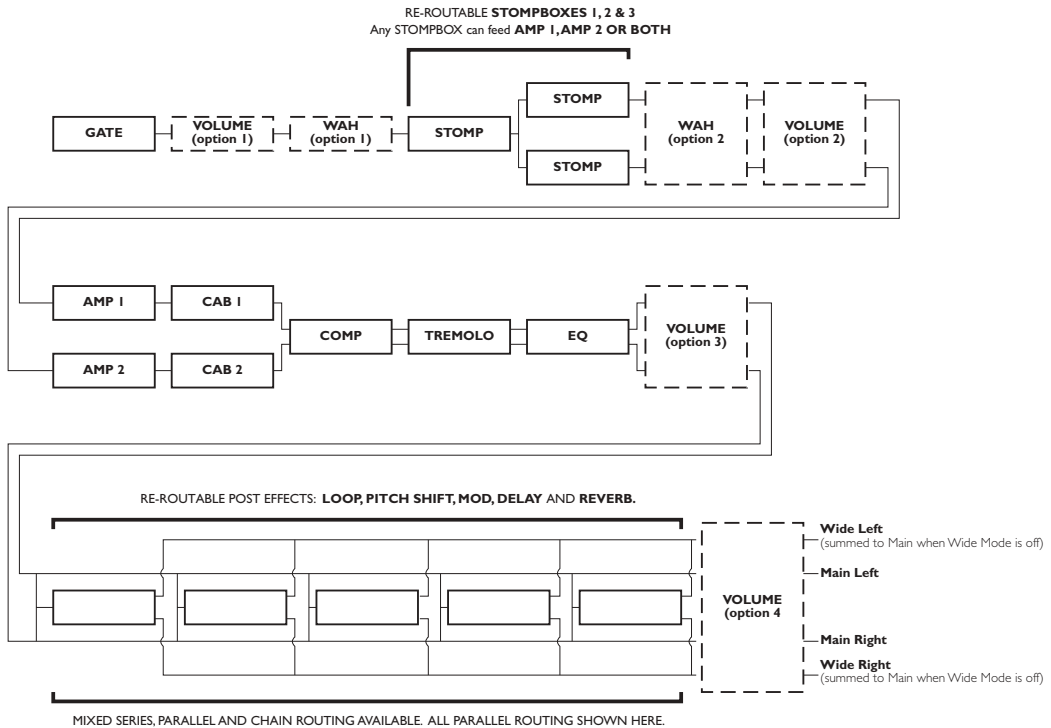 RE-ROUTABLE STOMPBOXES 1, 2 & 3
Any STOMPBOX can feed AMP 1, AMP 2 OR BOTH
STOMP
GATE
VOLUME
(option 1)
WAH
(option 1)
STOMP
WAH
(option 2
VOLUME
(option 2)
STOMP
AMP 1
CAB 1
COMP
TREMOLO
EQ
VOLUME
(option 3)
AMP 2
CAB 2
RE-ROUTABLE POST EFFECTS: LOOP, PITCH SHIFT, MOD, DELAY AND REVERB.
Wide Left
(summed to Main when Wide Mode is off)
Main Left
VOLUME
(option 4
Main Right
Wide Right
(summed to Main when Wide Mode is off)
MIXED SERIES, PARALLEL AND CHAIN ROUTING AVAILABLE. ALL PARALLEL ROUTING SHOWN HERE.